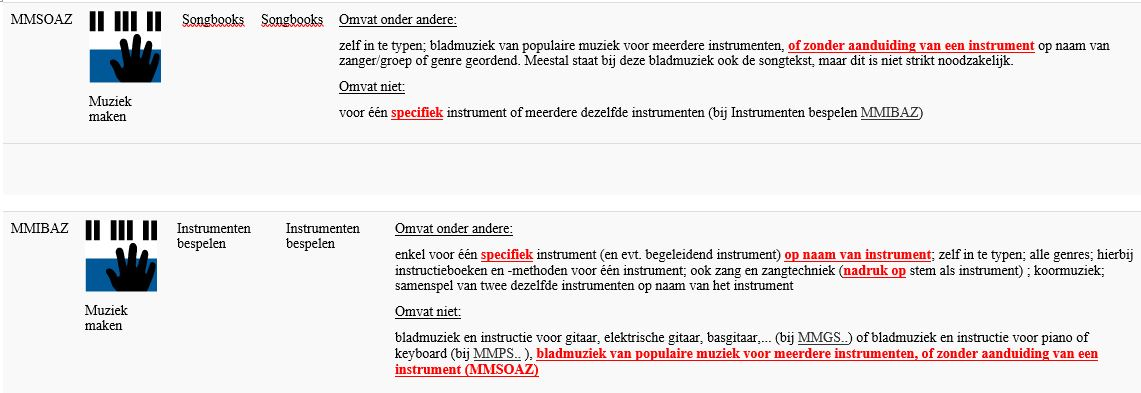 MMSOAZ
Muziek
maken
Songbooks
Songbooks
Omvat onder andere:
zelf in te typen; bladmuziek van populaire muziek voor meerdere instrumenten, of zonder aanduiding van een instrument op naam van
zanger/groep of genre geordend. Meestal staat bij deze bladmuziek ook de songtekst, maar dit is niet strikt noodzakelijk.
Omvat niet:
voor één specifiek instrument of meerdere dezelfde instrumenten (bij Instrumenten bespelen MMIBAZ)
MMIBAZ
Muziek
maken
Instrumenten
bespelen
Instrumenten
bespelen
Omvat onder andere:
enkel voor één specifiek instrument (en evt. begeleidend instrument) op naam van instrument; zelf in te typen; alle genres; hierbij
instructieboeken en -methoden voor één instrument; ook zang en zangtechniek (nadruk op stem als instrument) ; koormuziek;
samenspel van twee dezelfde instrumenten op naam van het instrument
Omvat niet:
bladmuziek en instructie voor gitaar, elektrische gitaar, basgitaar,... (bij MMGS..) of bladmuziek en instructie voor piano of
keyboard (bij MMPS.. ), bladmuziek van populaire muziek voor meerdere instrumenten, of zonder aanduiding van een
instrument (MMSOAZ)